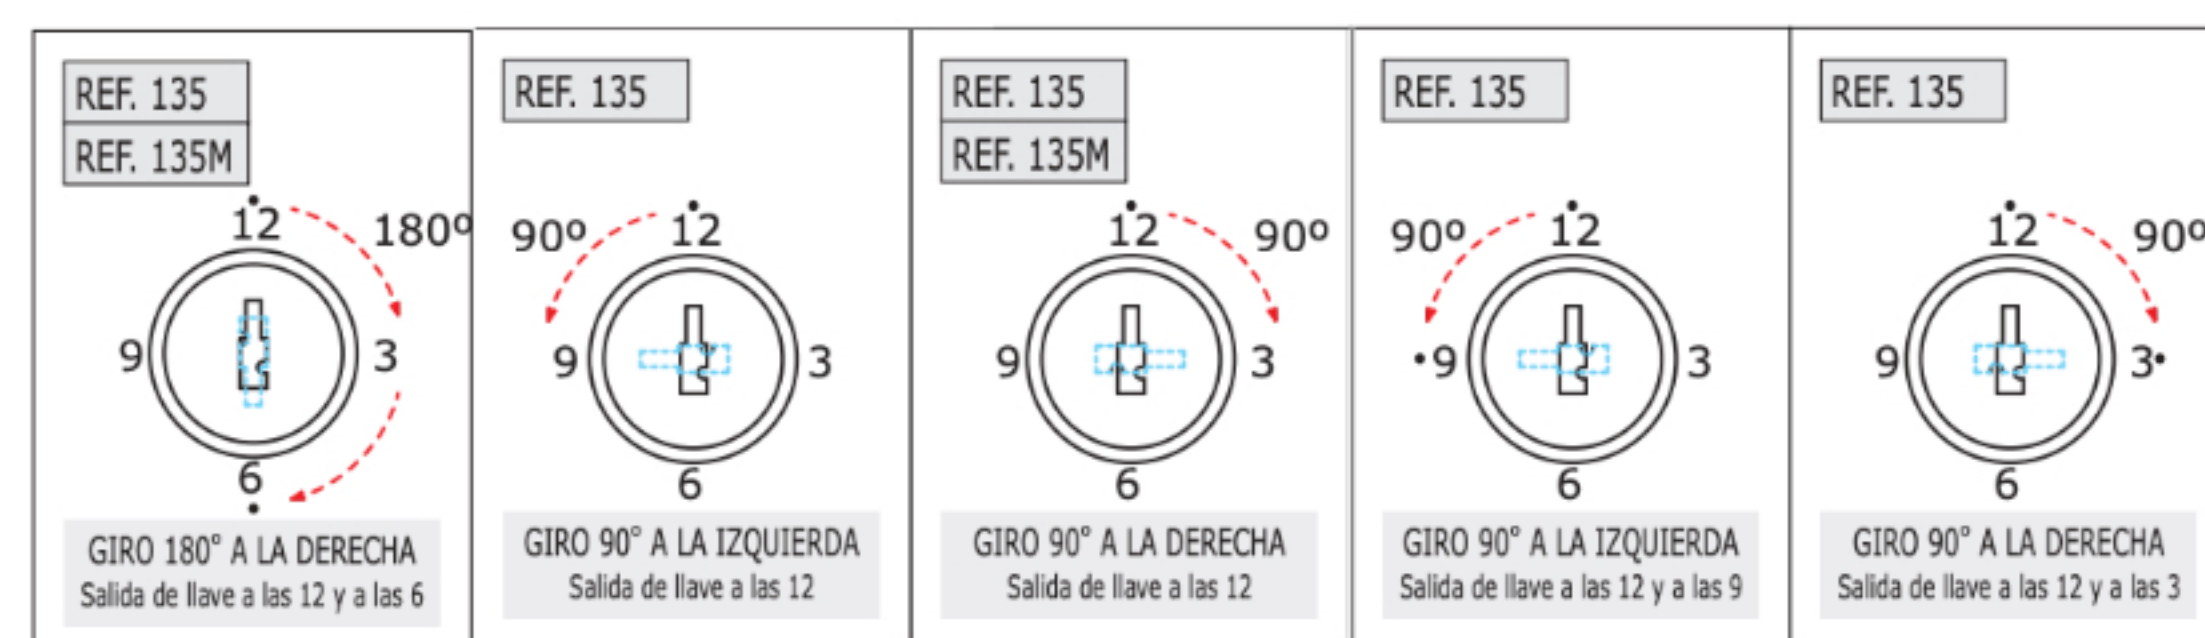 REF. 135
REF. 135M
12
180º
9
3
6
GIRO 180° A LA DERECHA
Salida de llave a las 12 y a las 6
REF. 135
90º
12
9
3
6
GIRO 90° A LA IZQUIERDA
Salida de llave a las 12
REF. 135
REF. 135M
12
90º
9
3
6
GIRO 90° A LA DERECHA
Salida de llave a las 12
REF. 135
90º
12
9
3
6
GIRO 90° A LA IZQUIERDA
Salida de llave a las 12 y a las 9
REF. 135
12
90º
9
3
6
GIRO 90° A LA DERECHA
Salida de llave a las 12 y a las 3